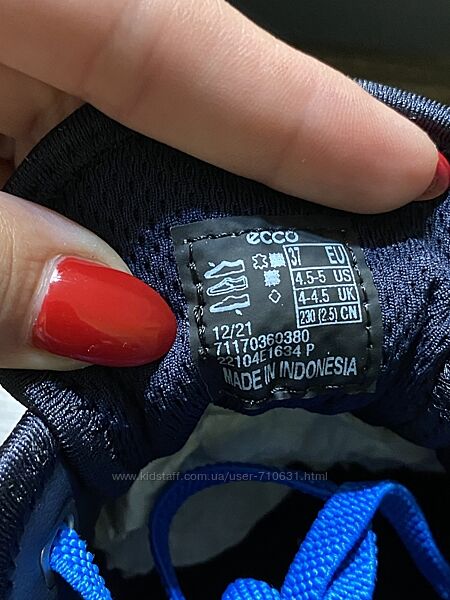 ecco
37 EU
4.5-5 US
4-4.5 UK
230 (2.5) CN
12/21
71170360380
22104E1634 P
MADE IN INDONESIA
www.kidstaff.com.ua/user-710631.html